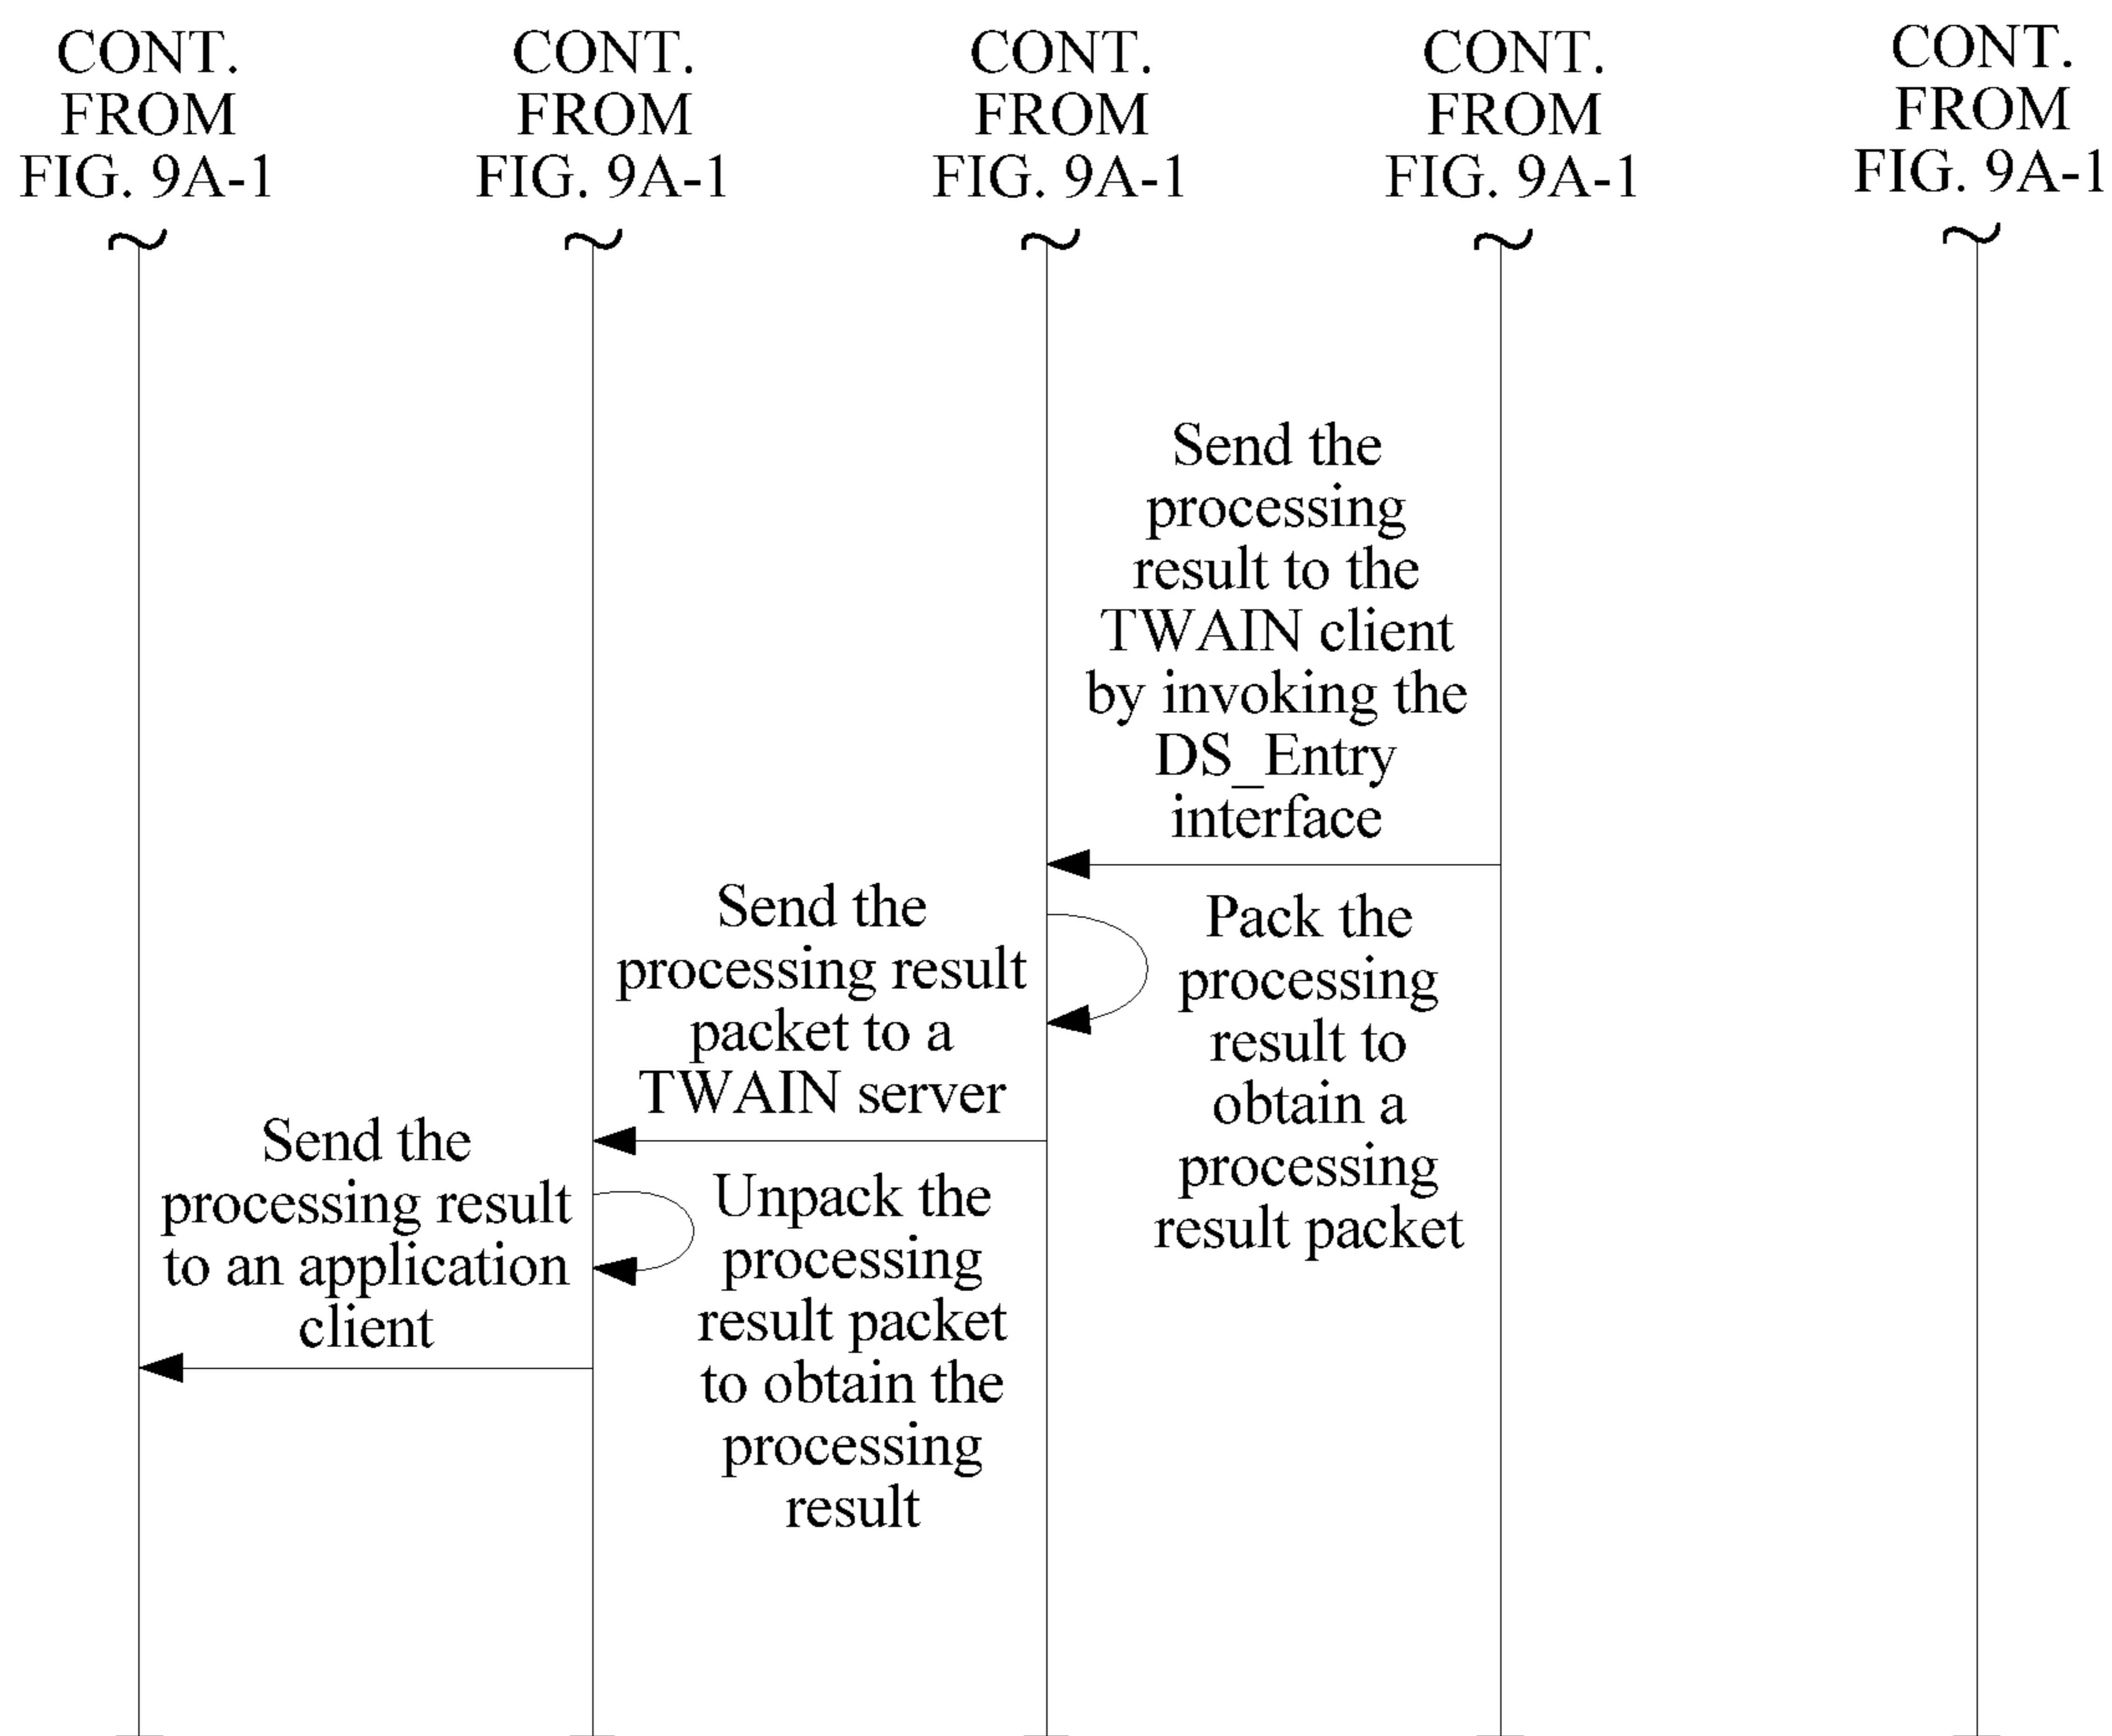 CONT.
FROM
FIG. 9A-1
CONT.
FROM
FIG. 9A-1
CONT.
FROM
FIG. 9A-1
CONT.
FROM
FIG. 9A-1
CONT.
FROM
FIG. 9A-1
Send the
processing
result to the
TWAIN client
by invoking the
DS_Entry
interface
Pack the
processing
result to
obtain a
processing
result packet
Send the
processing result
packet to a
TWAIN server
Unpack the
processing
result packet
to obtain the
processing
result
Send the
processing result
to an application
client